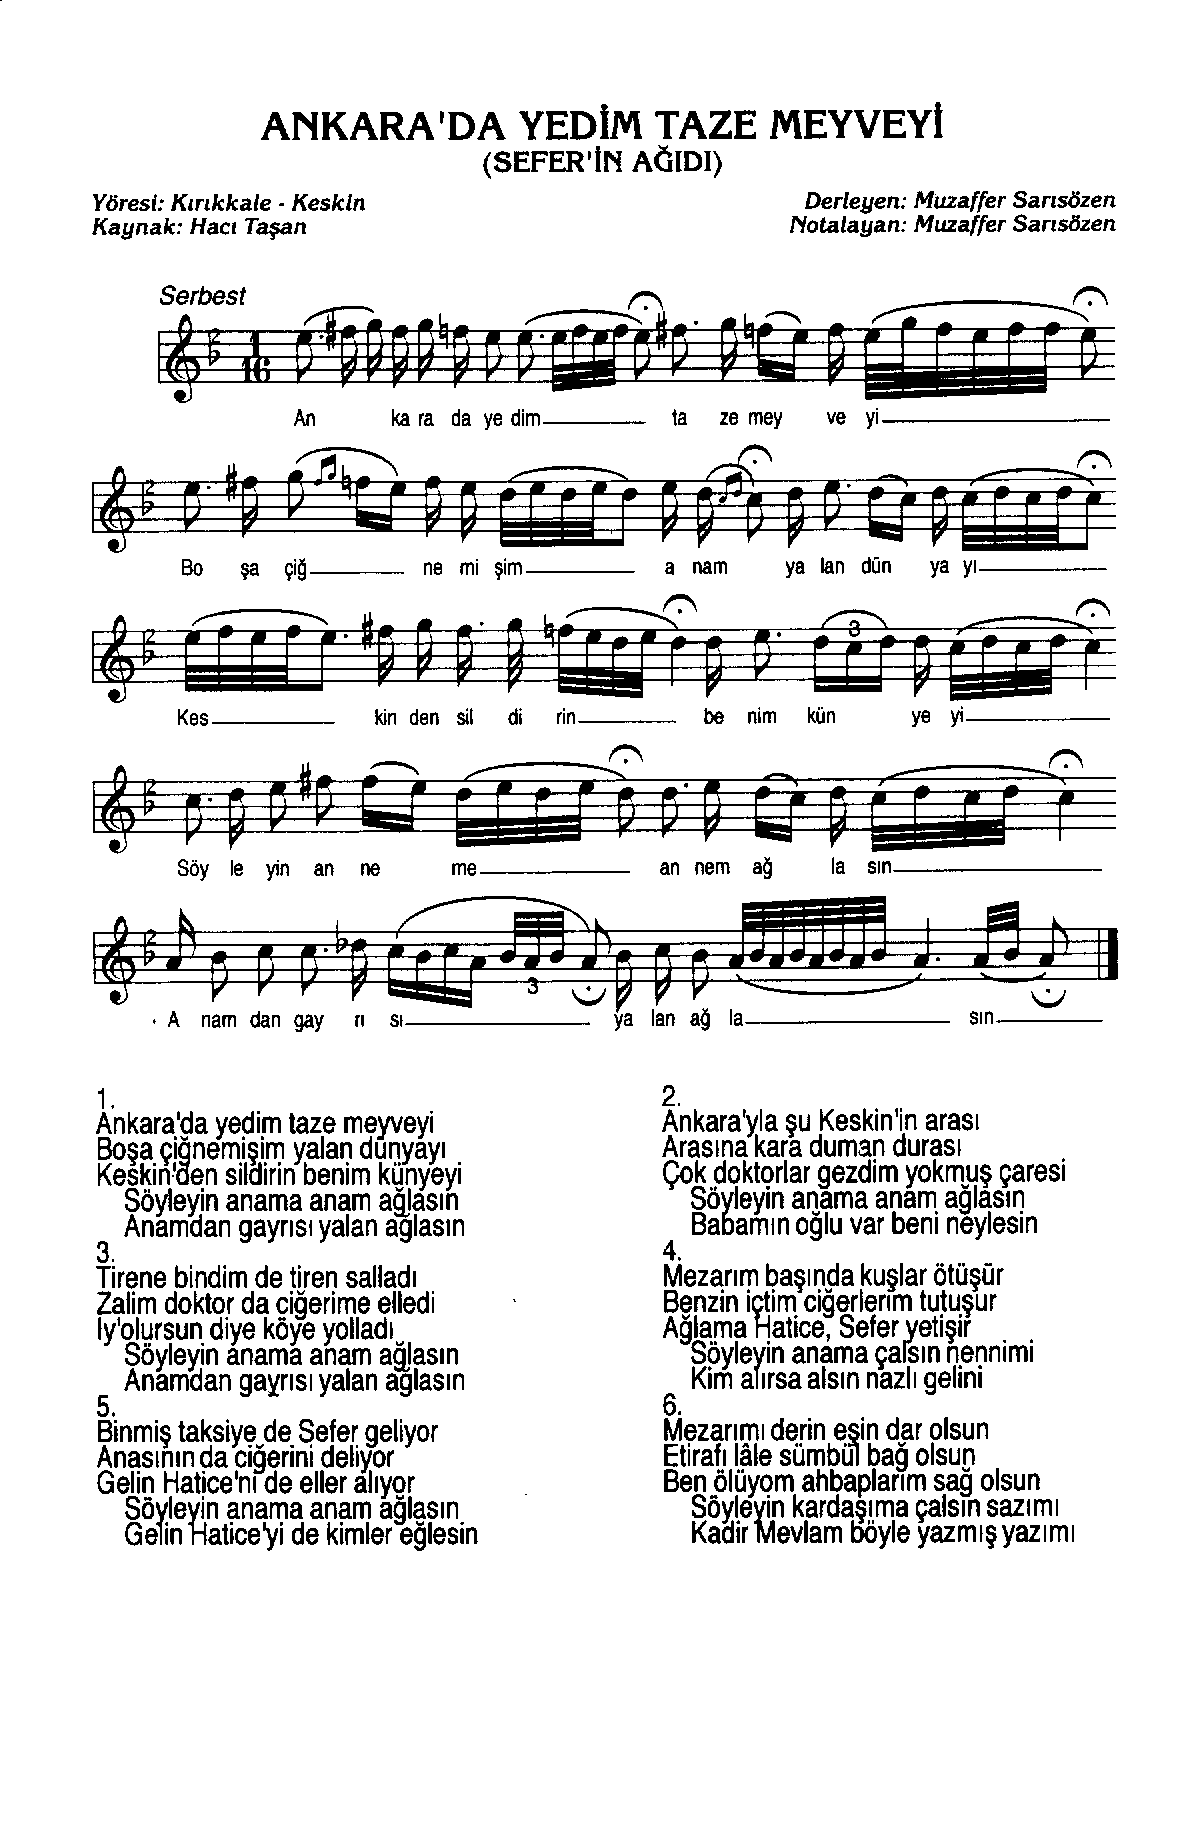 ANKARA'DA YEDİM TAZE MEYVEYİ
(SEFER'İN AĞIDI)
Yöresi: Kırıkkale - Keskin
Kaynak: Hacı Taşan
Derleyen: Muzaffer Sarısözen
Notalayan: Muzaffer Sarısözen
Serbest
1
16
An ka ra da ye dim ta ze mey ve yi
Bo şa çiğ ne mi şim a nam ya lan dün ya yı
3
Kes kin den sil di rin be nim kün ye yi
Söy le yin an ne me an nem ağ la sın
3
A nam dan gay rı sı ya lan ağ la sın
1.
Ankara'da yedim taze meyveyi
Boşa çiğnemişim yalan dünyayı
Keskin'den sildirin benim künyeyi
Söyleyin anama anam ağlasın
Anamdan gayrısı yalan ağlasın
2.
Ankara'yla şu Keskin'in arası
Arasına kara duman durası
Çok doktorlar gezdim yokmuş çaresi
Söyleyin anama anam ağlasın
Babamın oğlu var beni neylesin
3.
Tirene bindim de tiren salladı
Zalim doktor da ciğerime elledi
Iy'olursun diye köye yolladı
Söyleyin anama anam ağlasın
Anamdan gayrısı yalan ağlasın
4.
Mezarım başında kuşlar ötüşür
Benzin içtim ciğerlerim tutuşur
Ağlama Hatice, Sefer yetişir
Söyleyin anama çalsın nennimi
Kim alırsa alsın nazlı gelini
5.
Binmiş taksiye de Sefer geliyor
Anasının da ciğerini deliyor
Gelin Hatice'ni de eller alıyor
Söyleyin anama anam ağlasın
Gelin Hatice'yi de kimler eğlesin
6.
Mezarımı derin eşin dar olsun
Etirafı lâle sümbül bağ olsun
Ben ölüyom ahbaplarım sağ olsun
Söyleyin kardaşıma çalsın sazımı
Kadir Mevlam böyle yazmış yazımı